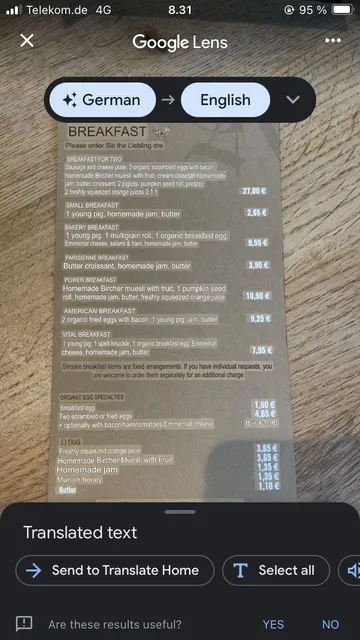 Telekom.de 4G
8.31
95 %
Google Lens
German → English
BREAKFAST
Please order Sis the Liebling dre
BREAKFAST FOR TWO
Sausage and cheese plate, 3 organic scrambled eggs with bacon,
homemade Bircher muesli with fruit, cream cheese, homemade
jam, butter, croissant, 2 piglets, pumpkin seed roll, pretzel,
2 freshly squeezed orange juices 0.1 1
27,80 €
SMALL BREAKFAST
1 young pig, homemade jam, butter
2,95 €
BAKERY BREAKFAST
1 young pig, 1 multigrain roll, 1 organic breakfast egg,
Emmental cheese, salami & ham, homemade jam, butter
9,55 €
PARISIENNE BREAKFAST
Butter croissant, homemade jam, butter
3,90 €
POWER BREAKFAST
Homemade Bircher muesli with fruit, 1 pumpkin seed
roll, homemade jam, butter, freshly squeezed orange juice
10,50 €
AMERICAN BREAKFAST
2 organic fried eggs with bacon, 1 young pig, jam, butter
9,25 €
VITAL BREAKFAST
1 young pig, 1 spelt knuckle, 1 organic breakfast egg, Emmental
cheese, homemade jam, butter
7,95 €
Sinsare breakfast items are fixed arrangements. If you have individual requests, you
are welcome to order them separately for an additional charge
ORGANIC EGG SPECIALTIES
breakfast egg
1,90 €
Two scrambled or fried eggs
4,65 €
+ optionally with bacon/ham/tomatoes/Emmental cheese
Freshly squeezed orange juice
3,85 €
Homemade Bircher Muesli with Fruit
3,65 €
Homemade jam
1,35 €
Munich honey
1,35 €
Butter
1,10 €
Translated text
Send to Translate Home
Select all
Are these results useful?
YES
NO